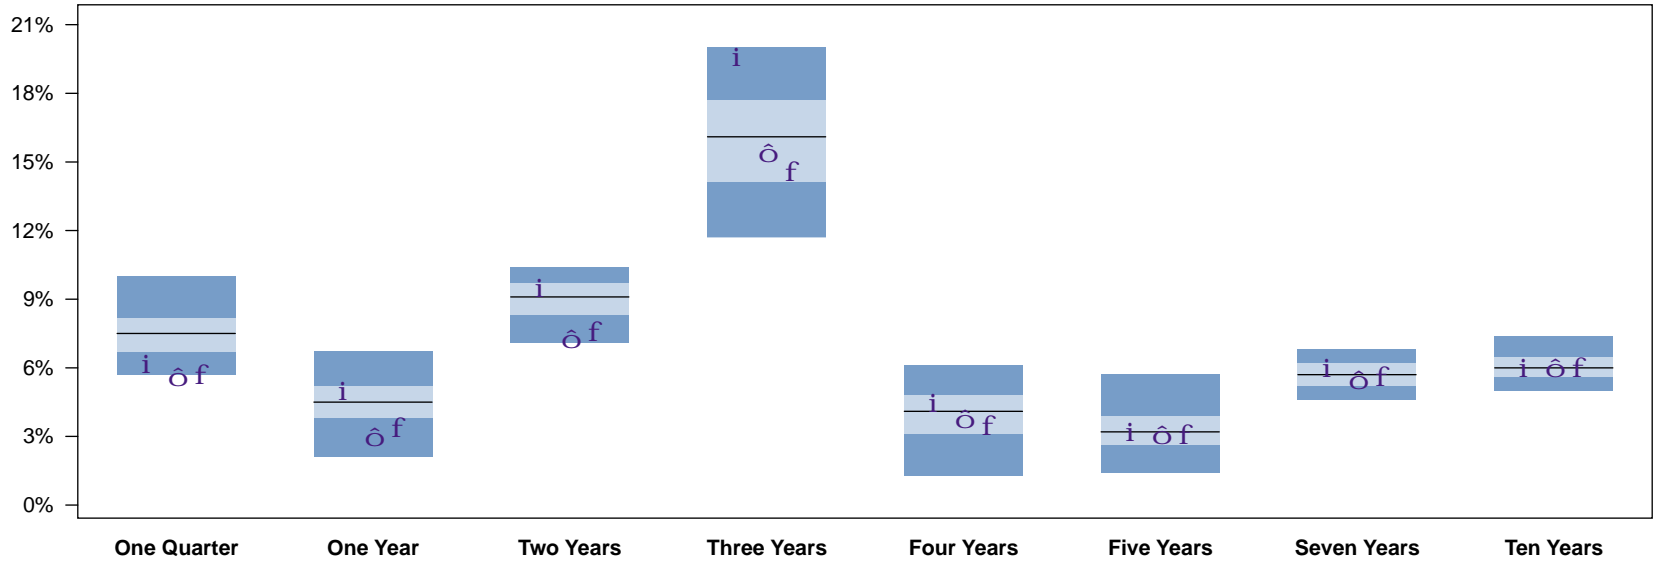 21%
18%
15%
12%
9%
6%
3%
0%
i ô f
i ô f
i ô f
i ô f
i ô f
i ô f
i ô f
i ô f
One Quarter One Year Two Years Three Years Four Years Five Years Seven Years Ten Years